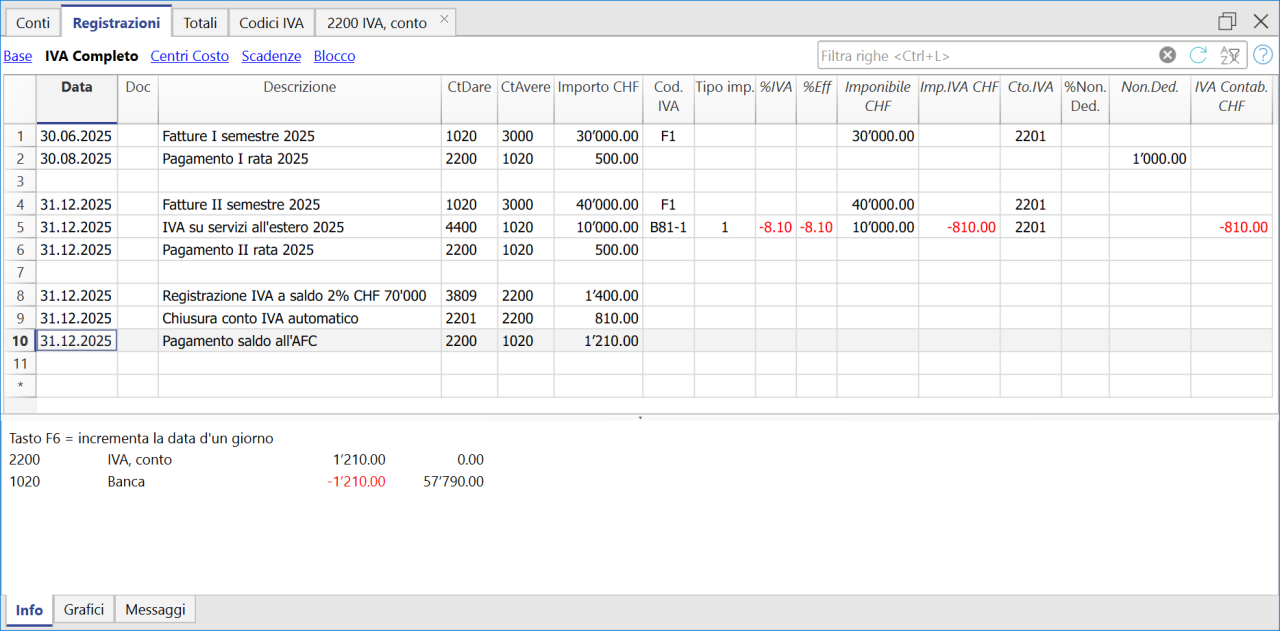 Conti Registrazioni Totali Codici IVA 2200 IVA, conto
Base IVA Completo Centri Costo Scadenze Blocco Filtra righe <Ctrl+L>
Data Doc Descrizione CtDare CtAvere Importo CHF Cod. IVA Tipo imp. %IVA %Eff Imponibile CHF Imp.IVA CHF Cto.IVA %Non. Ded. Non.Ded. IVA Contab. CHF
1 30.06.2025 Fatture I semestre 2025 1020 3000 30’000.00 F1 30’000.00 2201
2 30.08.2025 Pagamento I rata 2025 2200 1020 500.00 1’000.00
3
4 31.12.2025 Fatture II semestre 2025 1020 3000 40’000.00 F1 40’000.00 2201
5 31.12.2025 IVA su servizi all'estero 2025 4400 1020 10’000.00 B81-1 1 -8.10 -8.10 10’000.00 -810.00 2201 -810.00
6 31.12.2025 Pagamento II rata 2025 2200 1020 500.00
7
8 31.12.2025 Registrazione IVA a saldo 2% CHF 70'000 3809 2200 1’400.00
9 31.12.2025 Chiusura conto IVA automatico 2201 2200 810.00
10 31.12.2025 Pagamento saldo all'AFC 2200 1020 1’210.00
11
*
Tasto F6 = incrementa la data d'un giorno
2200 IVA, conto 1’210.00 0.00
1020 Banca -1’210.00 57’790.00
Info Grafici Messaggi